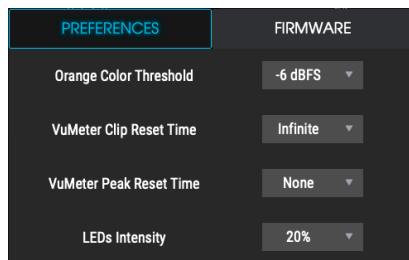 PREFERENCES FIRMWARE
Orange Color Threshold -6 dBFS
VuMeter Clip Reset Time Infinite
VuMeter Peak Reset Time None
LEDs Intensity 20%